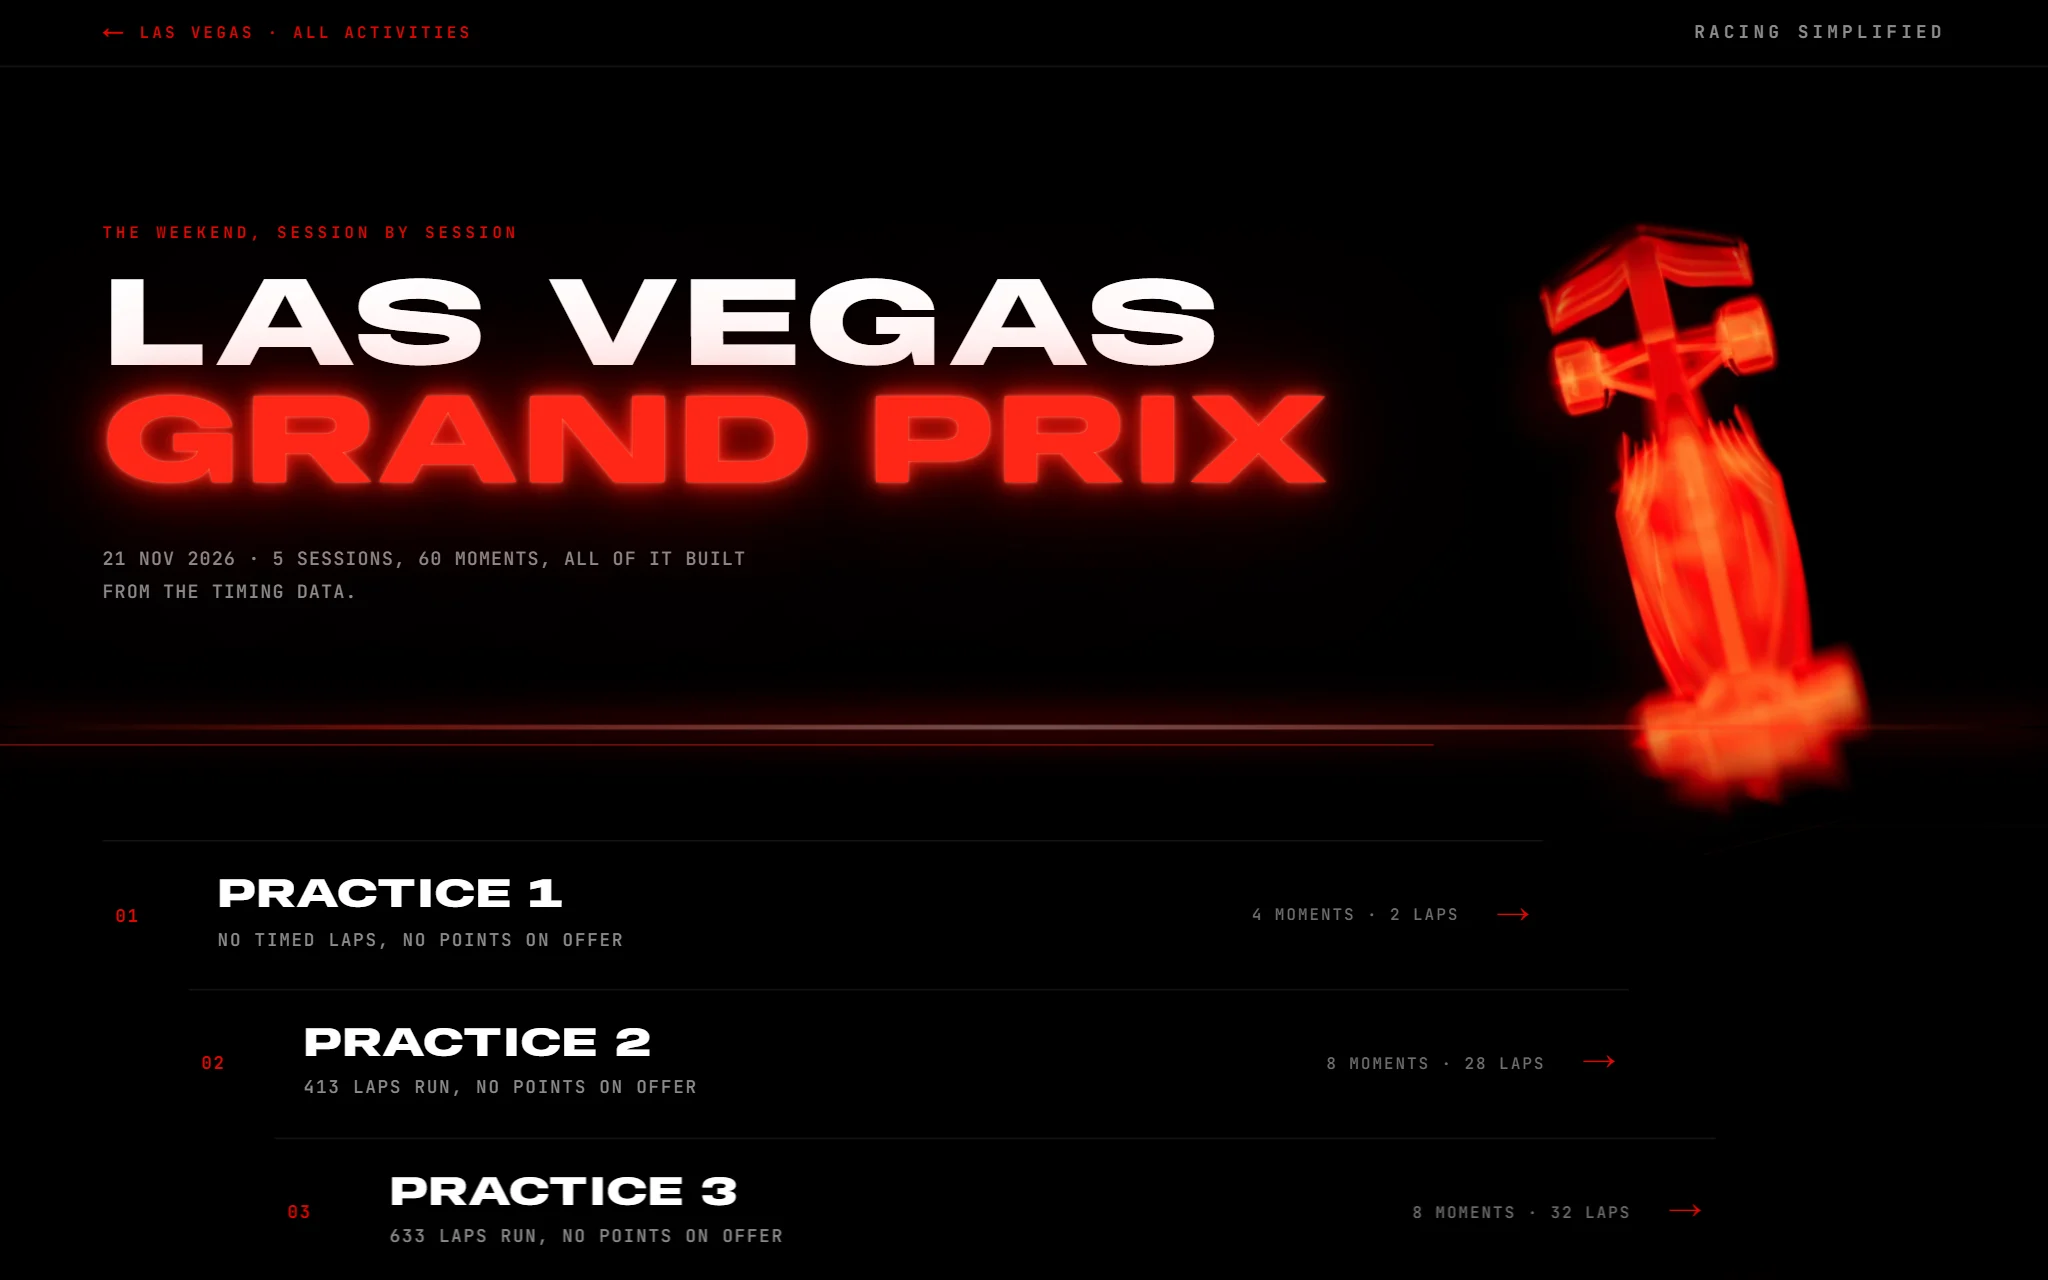 ← LAS VEGAS · ALL ACTIVITIES
RACING SIMPLIFIED
THE WEEKEND, SESSION BY SESSION
LAS VEGAS
GRAND PRIX
21 NOV 2026 · 5 SESSIONS, 60 MOMENTS, ALL OF IT BUILT
FROM THE TIMING DATA.
01
PRACTICE 1
NO TIMED LAPS, NO POINTS ON OFFER
4 MOMENTS · 2 LAPS →
02
PRACTICE 2
413 LAPS RUN, NO POINTS ON OFFER
8 MOMENTS · 28 LAPS →
03
PRACTICE 3
633 LAPS RUN, NO POINTS ON OFFER
8 MOMENTS · 32 LAPS →